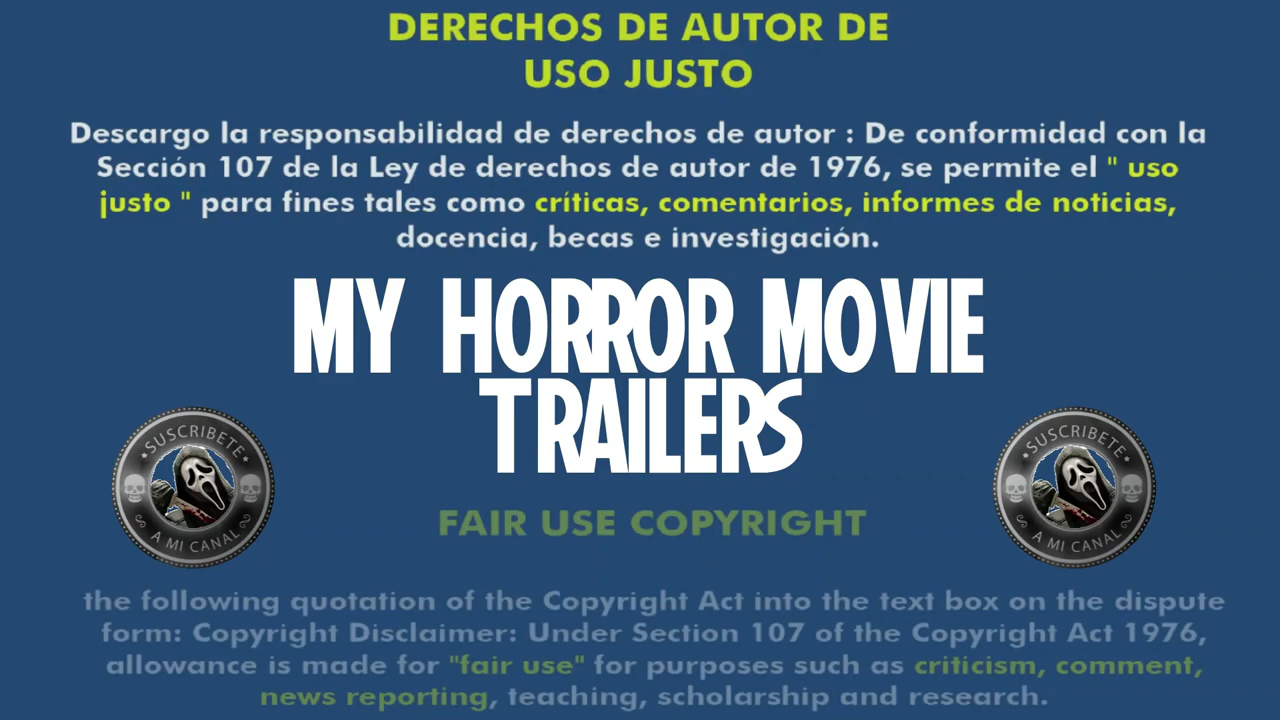 DERECHOS DE AUTOR DE
USO JUSTO
Descargo la responsabilidad de derechos de autor : De conformidad con la
Sección 107 de la Ley de derechos de autor de 1976, se permite el " uso
justo " para fines tales como críticas, comentarios, informes de noticias,
docencia, becas e investigación.
MY HORROR MOVIE
TRAILERS
SUSCRIBETE
A MI CANAL
SUSCRIBETE
A MI CANAL
FAIR USE COPYRIGHT
the following quotation of the Copyright Act into the text box on the dispute
form: Copyright Disclaimer: Under Section 107 of the Copyright Act 1976,
allowance is made for "fair use" for purposes such as criticism, comment,
news reporting, teaching, scholarship and research.